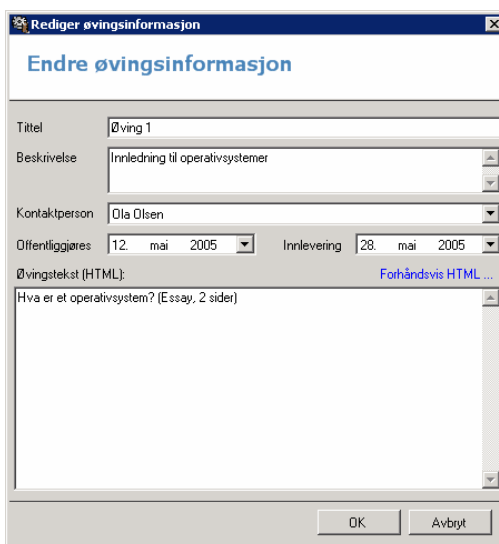 Rediger øvingsinformasjon
Endre øvingsinformasjon
Tittel Øving 1
Beskrivelse Innledning til operativsystemer
Kontaktperson Ola Olsen
Offentliggjøres 12. mai 2005 Innlevering 28. mai 2005
Øvingstekst (HTML): Forhåndsvis HTML ...
Hva er et operativsystem? (Essay, 2 sider)
OK Avbryt